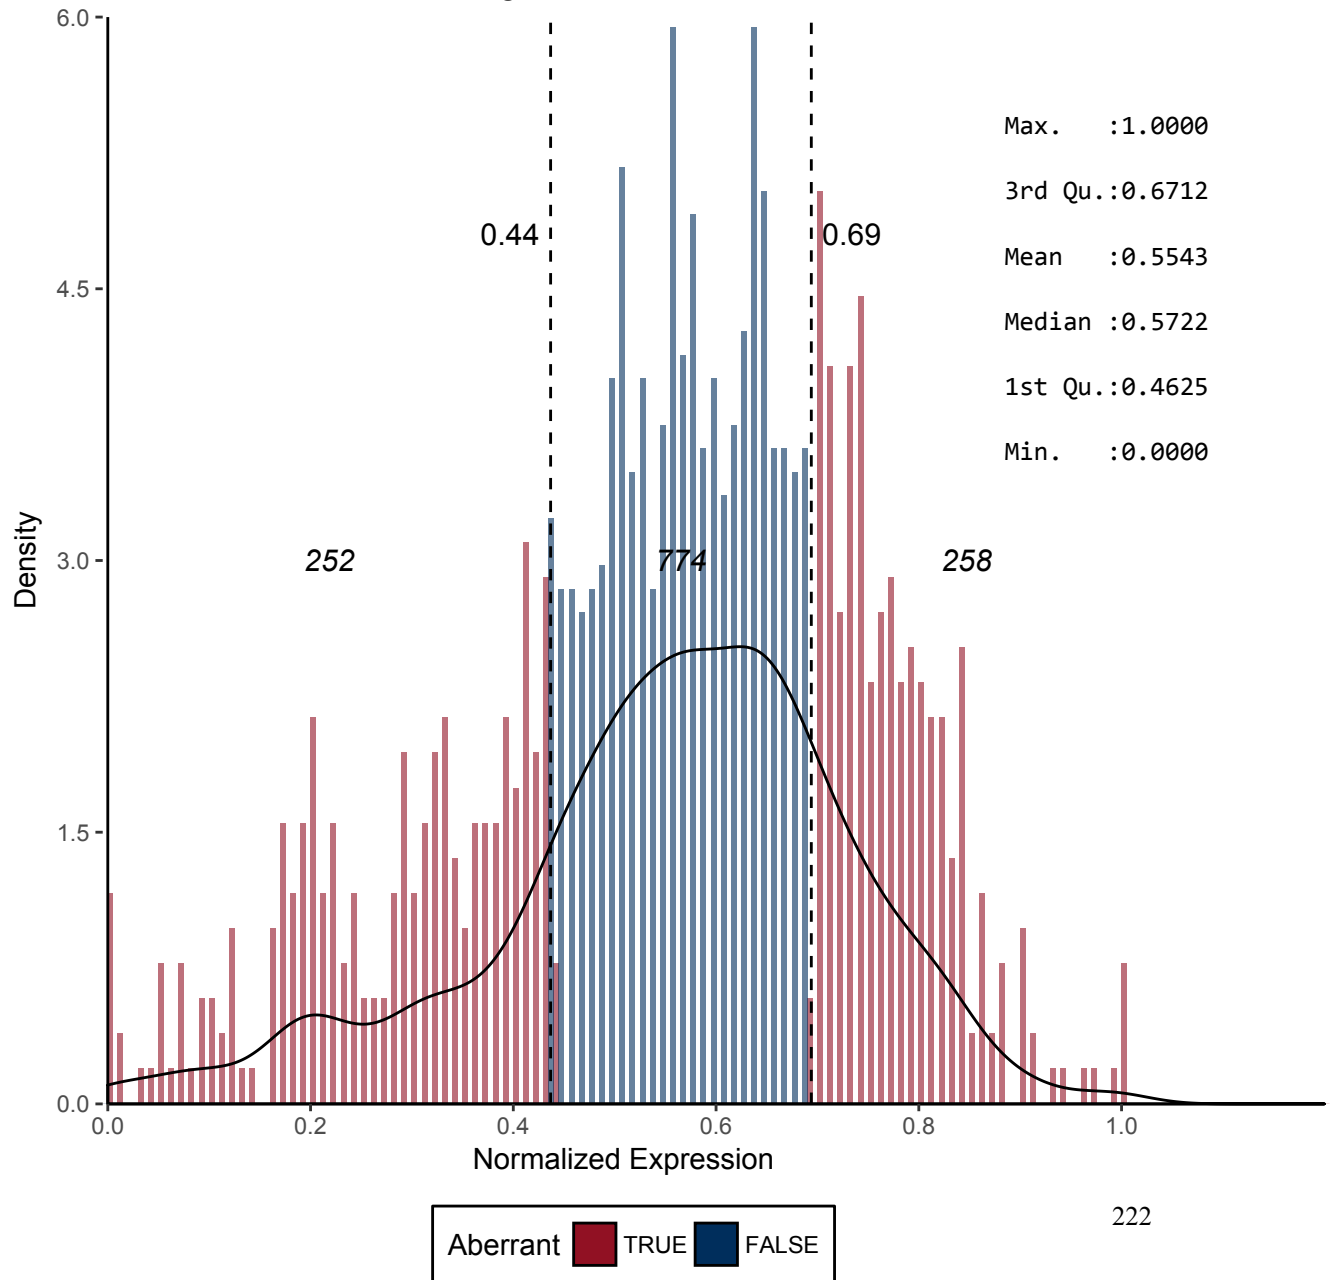 6.0
Max.   :1.0000
3rd Qu.:0.6712
0.44
0.69
Mean   :0.5543
4.5
Median :0.5722
1st Qu.:0.4625
Min.   :0.0000
Density
3.0
252
774
258
1.5
0.0
0.0 0.2 0.4 0.6 0.8 1.0
Normalized Expression
222
Aberrant TRUE FALSE